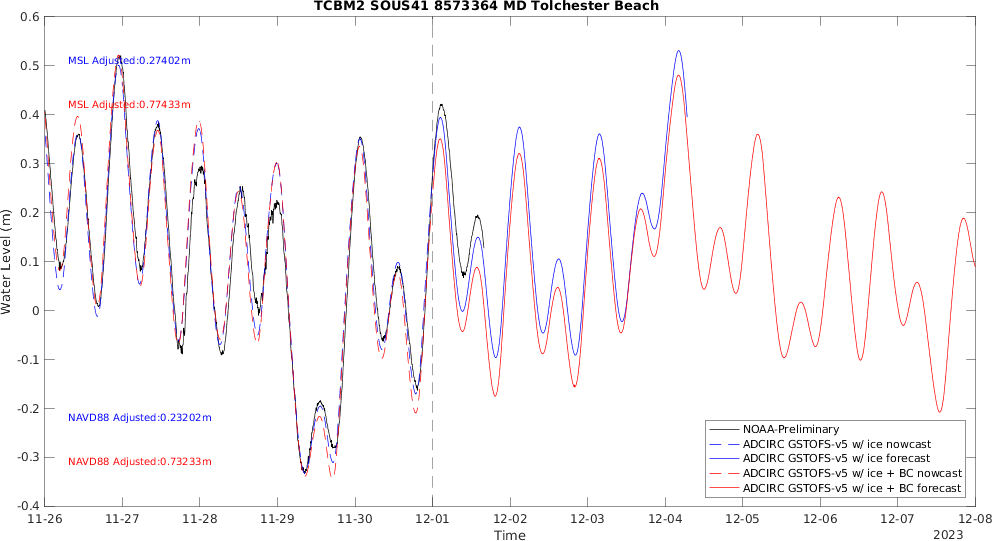 TCBM2 SOUS41 8573364 MD Tolchester Beach
0.6
0.5
0.4
0.3
0.2
0.1
0
-0.1
-0.2
-0.3
-0.4
Water Level (m)
MSL Adjusted:0.27402m
MSL Adjusted:0.77433m
NAVD88 Adjusted:0.23202m
NAVD88 Adjusted:0.73233m
NOAA-Preliminary
ADCIRC GSTOFS-v5 w/ ice nowcast
ADCIRC GSTOFS-v5 w/ ice forecast
ADCIRC GSTOFS-v5 w/ ice + BC nowcast
ADCIRC GSTOFS-v5 w/ ice + BC forecast
11-26 11-27 11-28 11-29 11-30 12-01 12-02 12-03 12-04 12-05 12-06 12-07 12-08
Time
2023